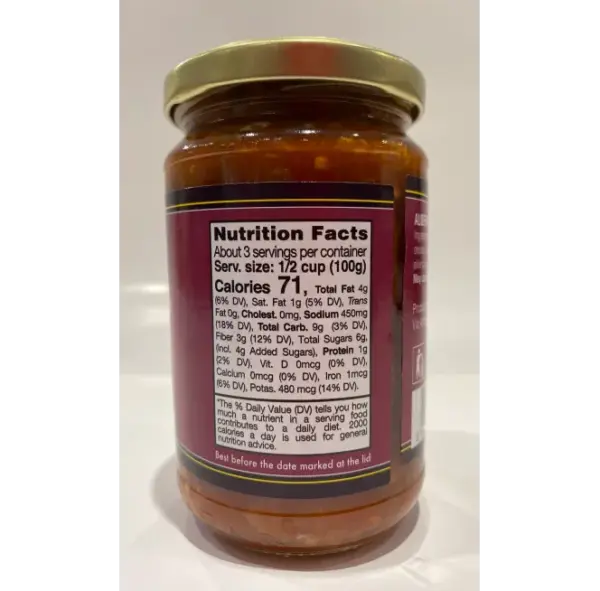 Nutrition Facts
About 3 servings per container
Serv. size: 1/2 cup (100g)
Calories 71, Total Fat 4g
(6% DV), Sat. Fat 1g (5% DV), Trans
Fat 0g, Cholest. 0mg, Sodium 450mg
(18% DV), Total Carb. 9g (3% DV),
Fiber 3g (12% DV), Total Sugars 6g,
(incl. 4g Added Sugars), Protein 1g
(2% DV), Vit. D 0mcg (0% DV),
Calcium 0mcg (0% DV), Iron 1mcg
(6% DV), Potas. 480 mcg (14% DV).
*The % Daily Value (DV) tells you how
much a nutrient in a serving food
contributes to a daily diet. 2000
calories a day is used for general
nutrition advice.
Best before the date marked at the lid